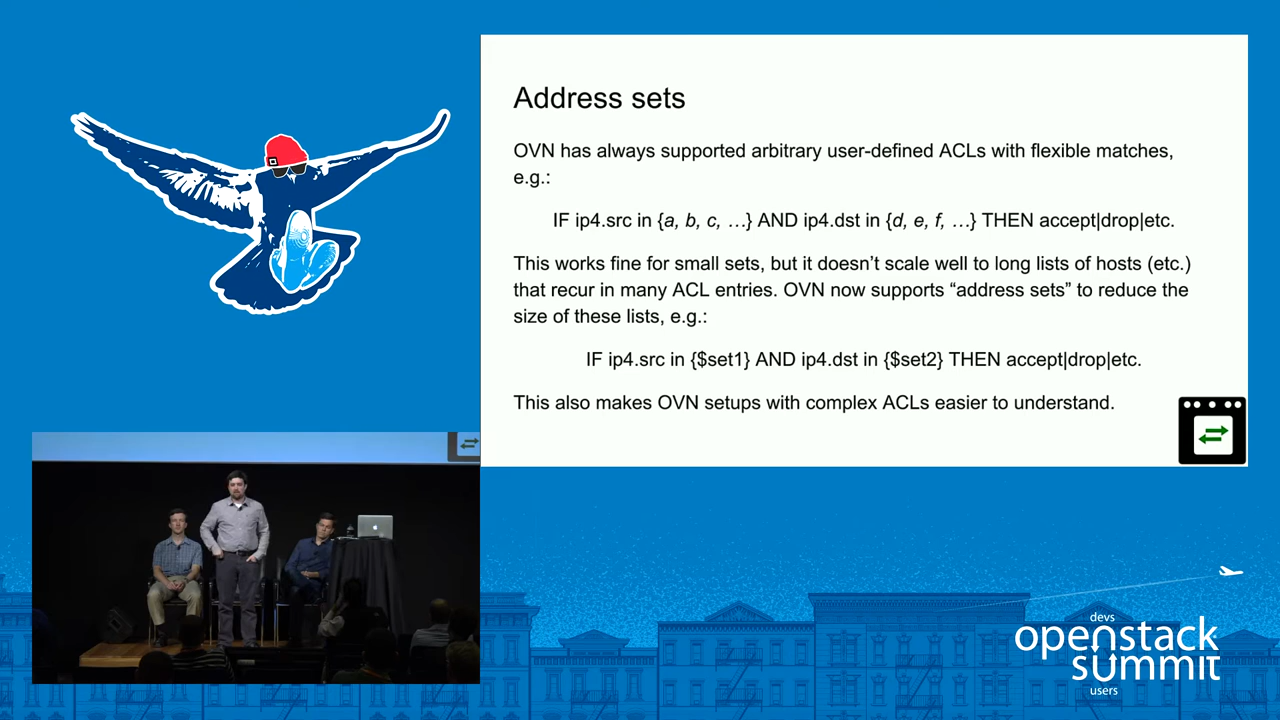 Address sets
OVN has always supported arbitrary user-defined ACLs with flexible matches,
e.g.:
IF ip4.src in {a, b, c, …} AND ip4.dst in {d, e, f, …} THEN accept|drop|etc.
This works fine for small sets, but it doesn’t scale well to long lists of hosts (etc.)
that recur in many ACL entries. OVN now supports “address sets” to reduce the
size of these lists, e.g.:
IF ip4.src in {$set1} AND ip4.dst in {$set2} THEN accept|drop|etc.
This also makes OVN setups with complex ACLs easier to understand.
devs
openstack
summit
users